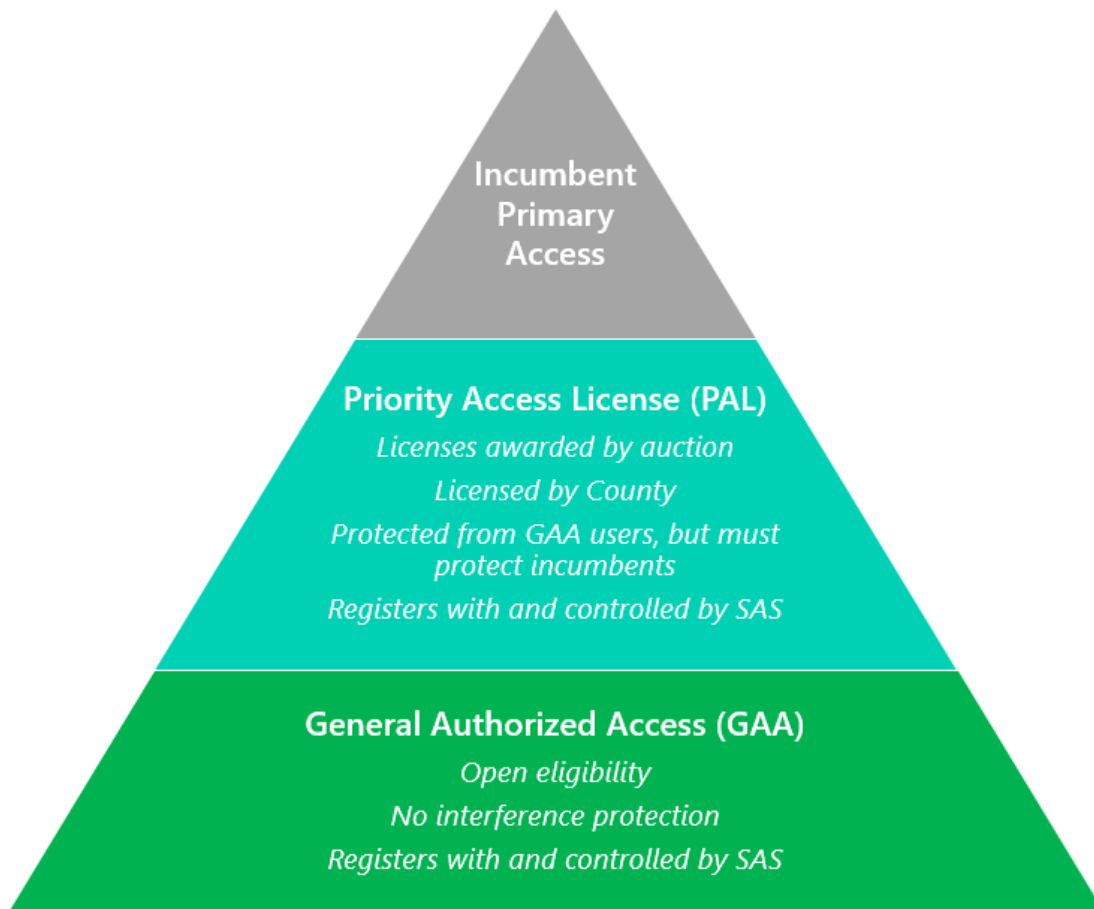 Incumbent
Primary
Access
Priority Access License (PAL)
Licenses awarded by auction
Licensed by County
Protected from GAA users, but must
protect incumbents
Registers with and controlled by SAS
General Authorized Access (GAA)
Open eligibility
No interference protection
Registers with and controlled by SAS